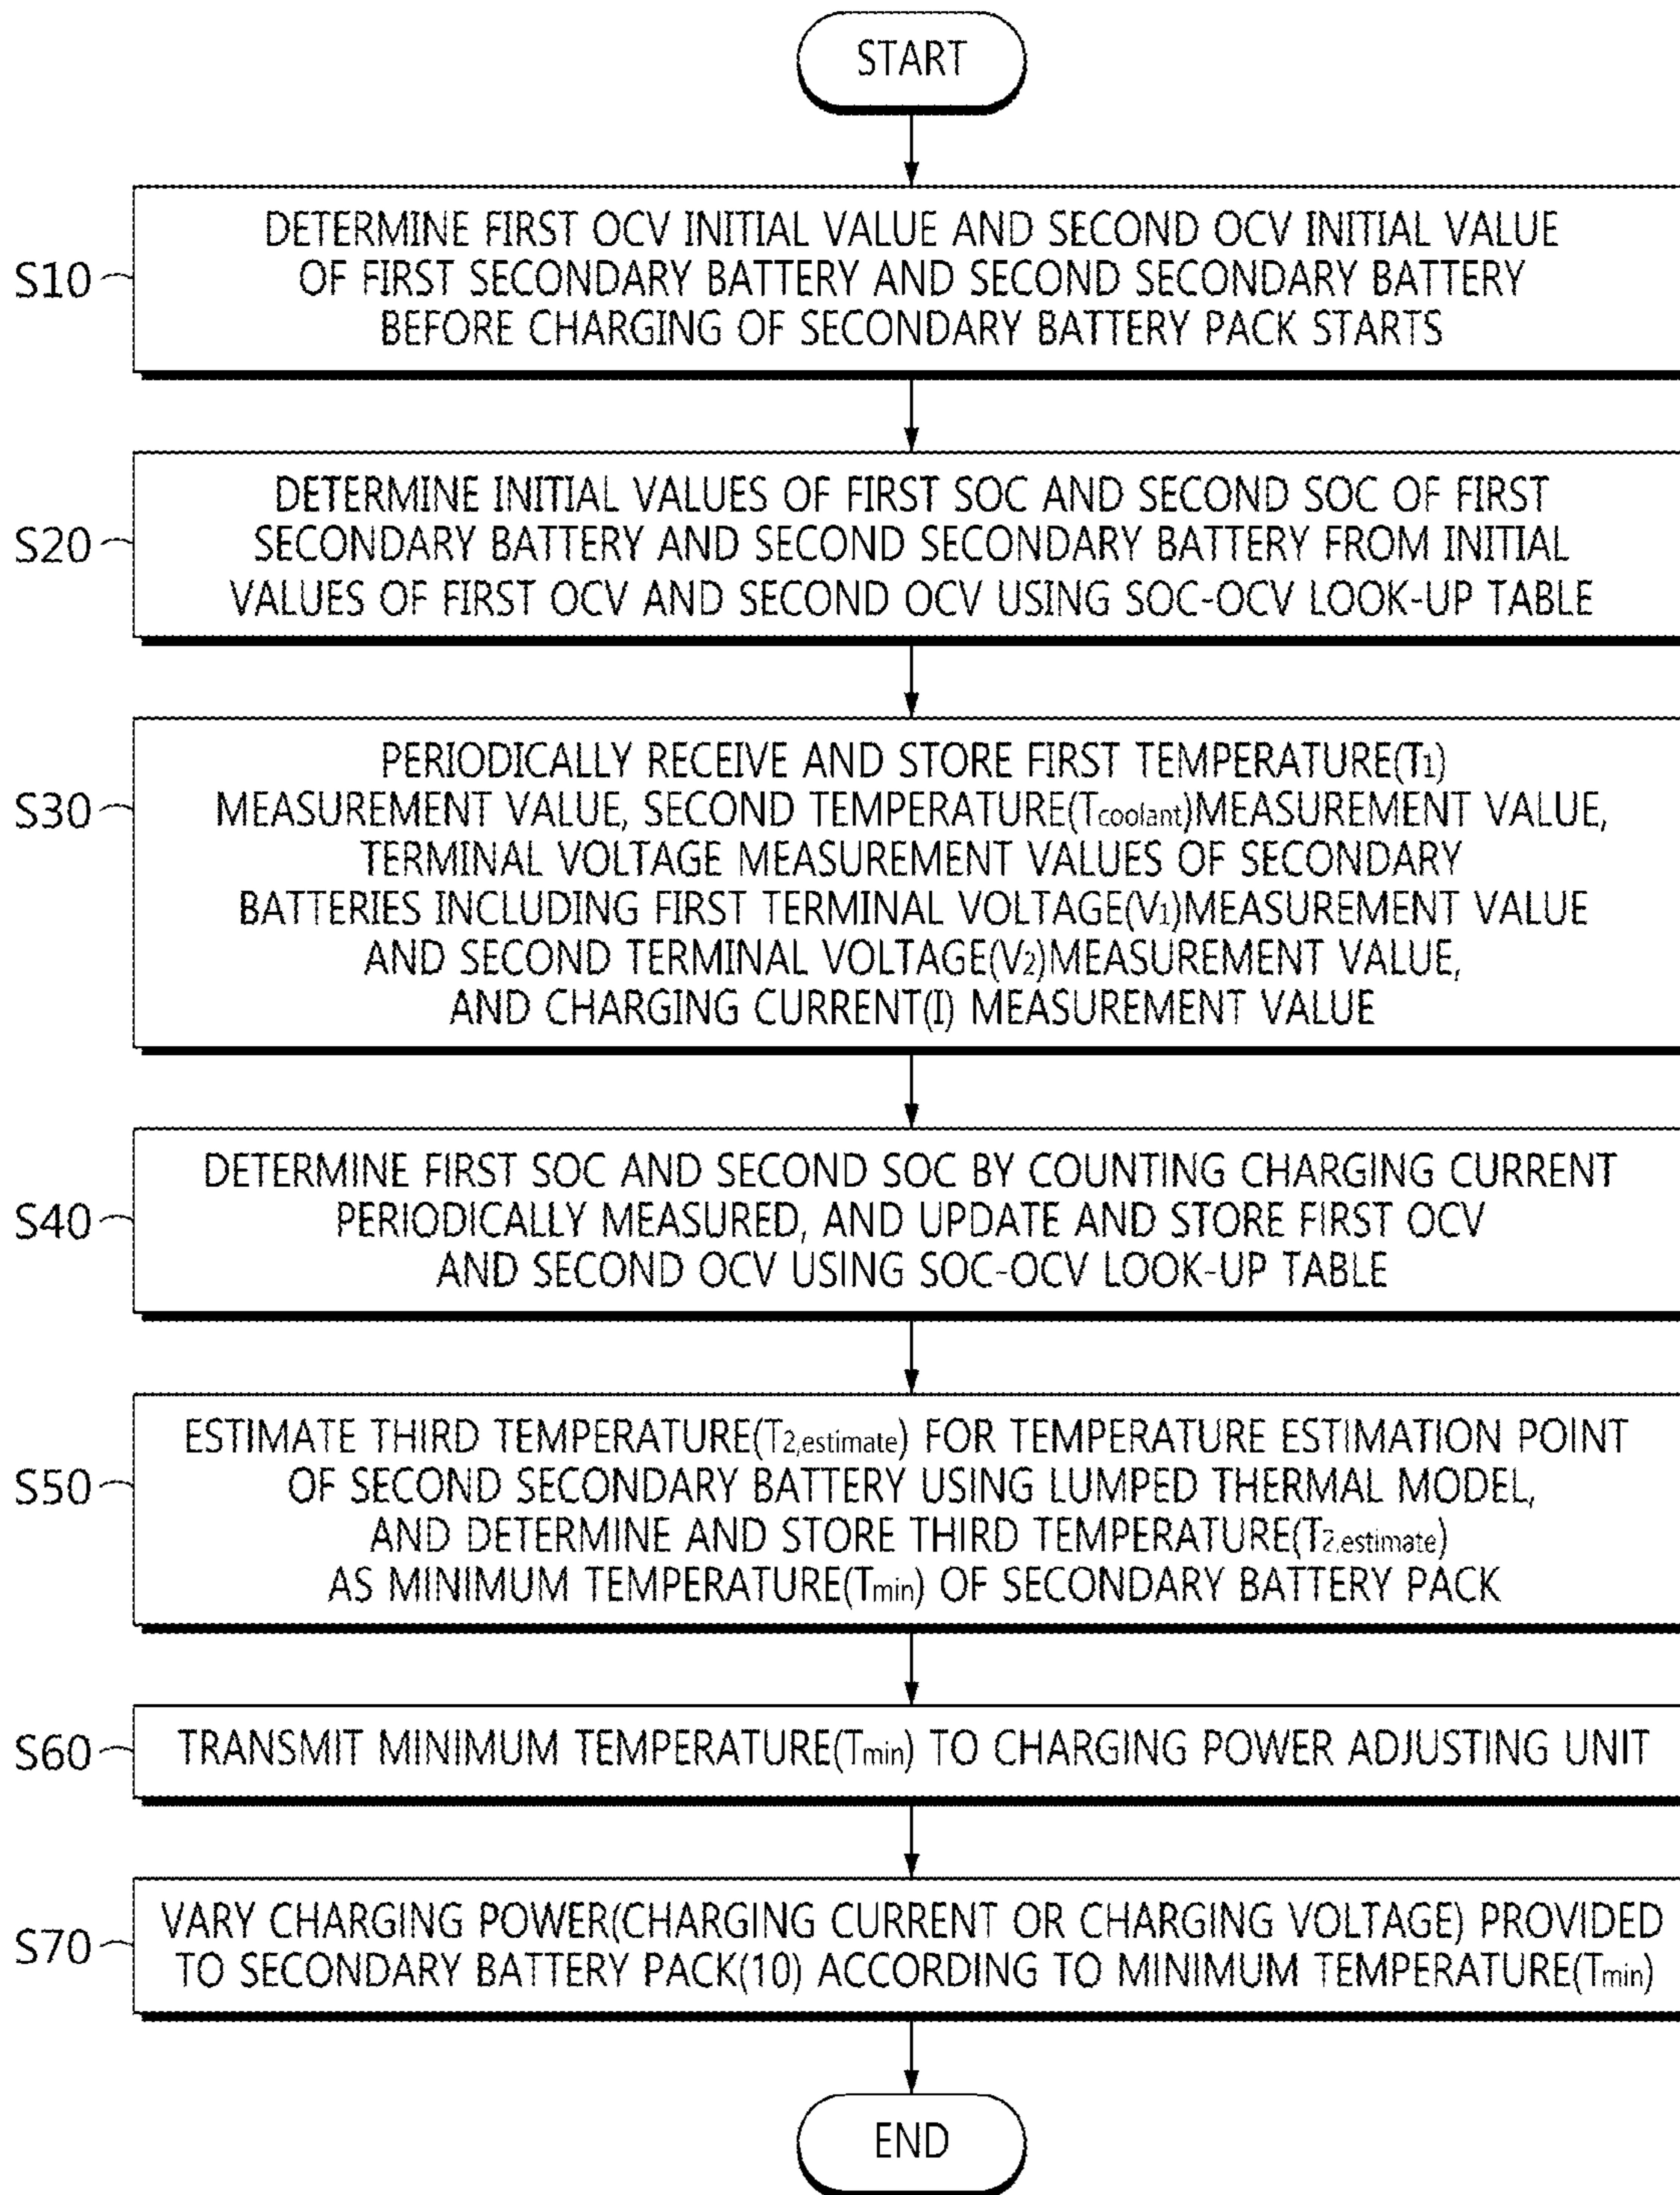 START
S10
DETERMINE FIRST OCV INITIAL VALUE AND SECOND OCV INITIAL VALUE
OF FIRST SECONDARY BATTERY AND SECOND SECONDARY BATTERY
BEFORE CHARGING OF SECONDARY BATTERY PACK STARTS
S20
DETERMINE INITIAL VALUES OF FIRST SOC AND SECOND SOC OF FIRST
SECONDARY BATTERY AND SECOND SECONDARY BATTERY FROM INITIAL
VALUES OF FIRST OCV AND SECOND OCV USING SOC-OCV LOOK-UP TABLE
S30
PERIODICALLY RECEIVE AND STORE FIRST TEMPERATURE(T1)
MEASUREMENT VALUE, SECOND TEMPERATURE(Tcoolant)MEASUREMENT VALUE,
TERMINAL VOLTAGE MEASUREMENT VALUES OF SECONDARY
BATTERIES INCLUDING FIRST TERMINAL VOLTAGE(V1)MEASUREMENT VALUE
AND SECOND TERMINAL VOLTAGE(V2)MEASUREMENT VALUE,
AND CHARGING CURRENT(I) MEASUREMENT VALUE
S40
DETERMINE FIRST SOC AND SECOND SOC BY COUNTING CHARGING CURRENT
PERIODICALLY MEASURED, AND UPDATE AND STORE FIRST OCV
AND SECOND OCV USING SOC-OCV LOOK-UP TABLE
S50
ESTIMATE THIRD TEMPERATURE(T2,estimate) FOR TEMPERATURE ESTIMATION POINT
OF SECOND SECONDARY BATTERY USING LUMPED THERMAL MODEL,
AND DETERMINE AND STORE THIRD TEMPERATURE(T2,estimate)
AS MINIMUM TEMPERATURE(Tmin) OF SECONDARY BATTERY PACK
S60
TRANSMIT MINIMUM TEMPERATURE(Tmin) TO CHARGING POWER ADJUSTING UNIT
S70
VARY CHARGING POWER(CHARGING CURRENT OR CHARGING VOLTAGE) PROVIDED
TO SECONDARY BATTERY PACK(10) ACCORDING TO MINIMUM TEMPERATURE(Tmin)
END